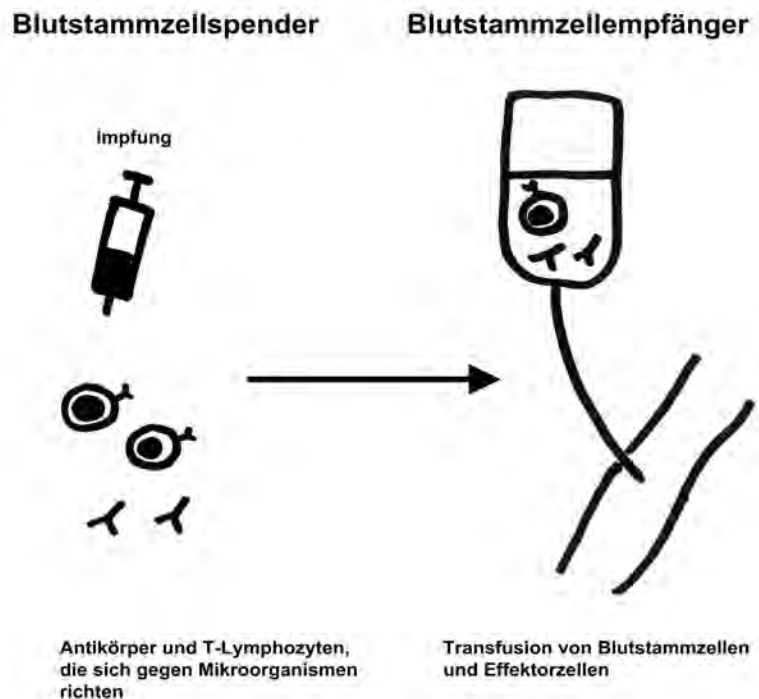 Blutstammzellspender
Blutstammzellempfänger
impfung
Antikörper und T-Lymphozyten,
die sich gegen Mikroorganismen
richten
Transfusion von Blutstammzellen
und Effektorzellen